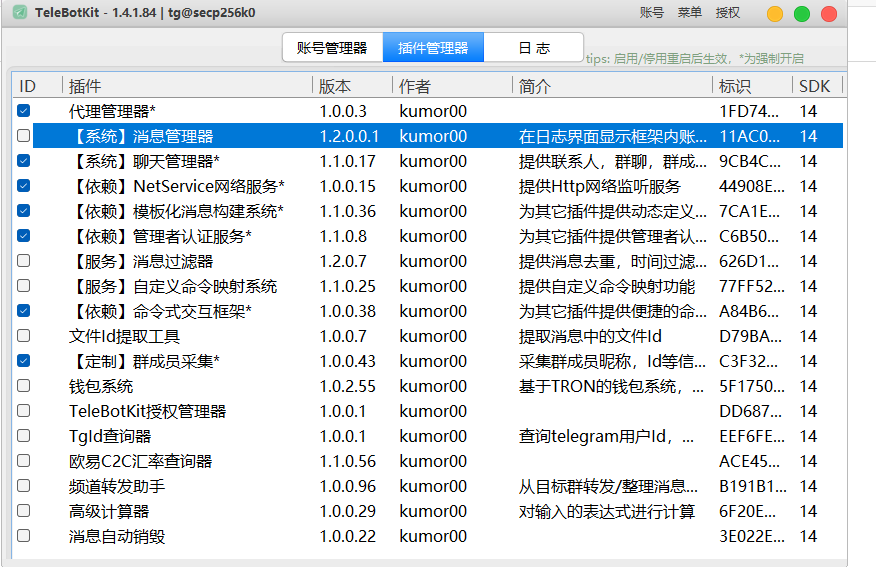 TeleBotKit - 1.4.1.84 | tg@secp256k0 账号 菜单 授权
账号管理器 插件管理器 日 志 tips: 启用/停用重启后生效，*为强制开启
ID 插件 版本 作者 简介 标识 SDK
代理管理器* 1.0.0.3 kumor00 1FD74... 14
【系统】消息管理器 1.2.0.0.1 kumor00 在日志界面显示框架内账... 11AC0... 14
【系统】聊天管理器* 1.1.0.17 kumor00 提供联系人，群聊，群成... 9CB4C... 14
【依赖】NetService网络服务* 1.0.0.15 kumor00 提供Http网络监听服务 44908E... 14
【依赖】模板化消息构建系统* 1.1.0.36 kumor00 为其它插件提供动态定义... 7CA1E... 14
【依赖】管理者认证服务* 1.1.0.8 kumor00 为其它插件提供管理者认... C6B50... 14
【服务】消息过滤器 1.2.0.7 kumor00 提供消息去重，时间过滤... 626D1... 14
【服务】自定义命令映射系统 1.1.0.25 kumor00 提供自定义命令映射功能 77FF52... 14
【依赖】命令式交互框架* 1.0.0.38 kumor00 为其它插件提供便捷的命... A84B6... 14
文件Id提取工具 1.0.0.7 kumor00 提取消息中的文件Id D79BA... 14
【定制】群成员采集* 1.0.0.43 kumor00 采集群成员昵称，Id等信... C3F32... 14
钱包系统 1.0.2.55 kumor00 基于TRON的钱包系统，... 5F1750... 14
TeleBotKit授权管理器 1.0.0.1 kumor00 DD687... 14
TgId查询器 1.0.0.1 kumor00 查询telegram用户Id，... EEF6FE... 14
欧易C2C汇率查询器 1.1.0.56 kumor00 ACE45... 14
频道转发助手 1.0.0.96 kumor00 从目标群转发/整理消息... B191B1... 14
高级计算器 1.0.0.29 kumor00 对输入的表达式进行计算 6F20E... 14
消息自动销毁 1.0.0.22 kumor00 3E022E... 14